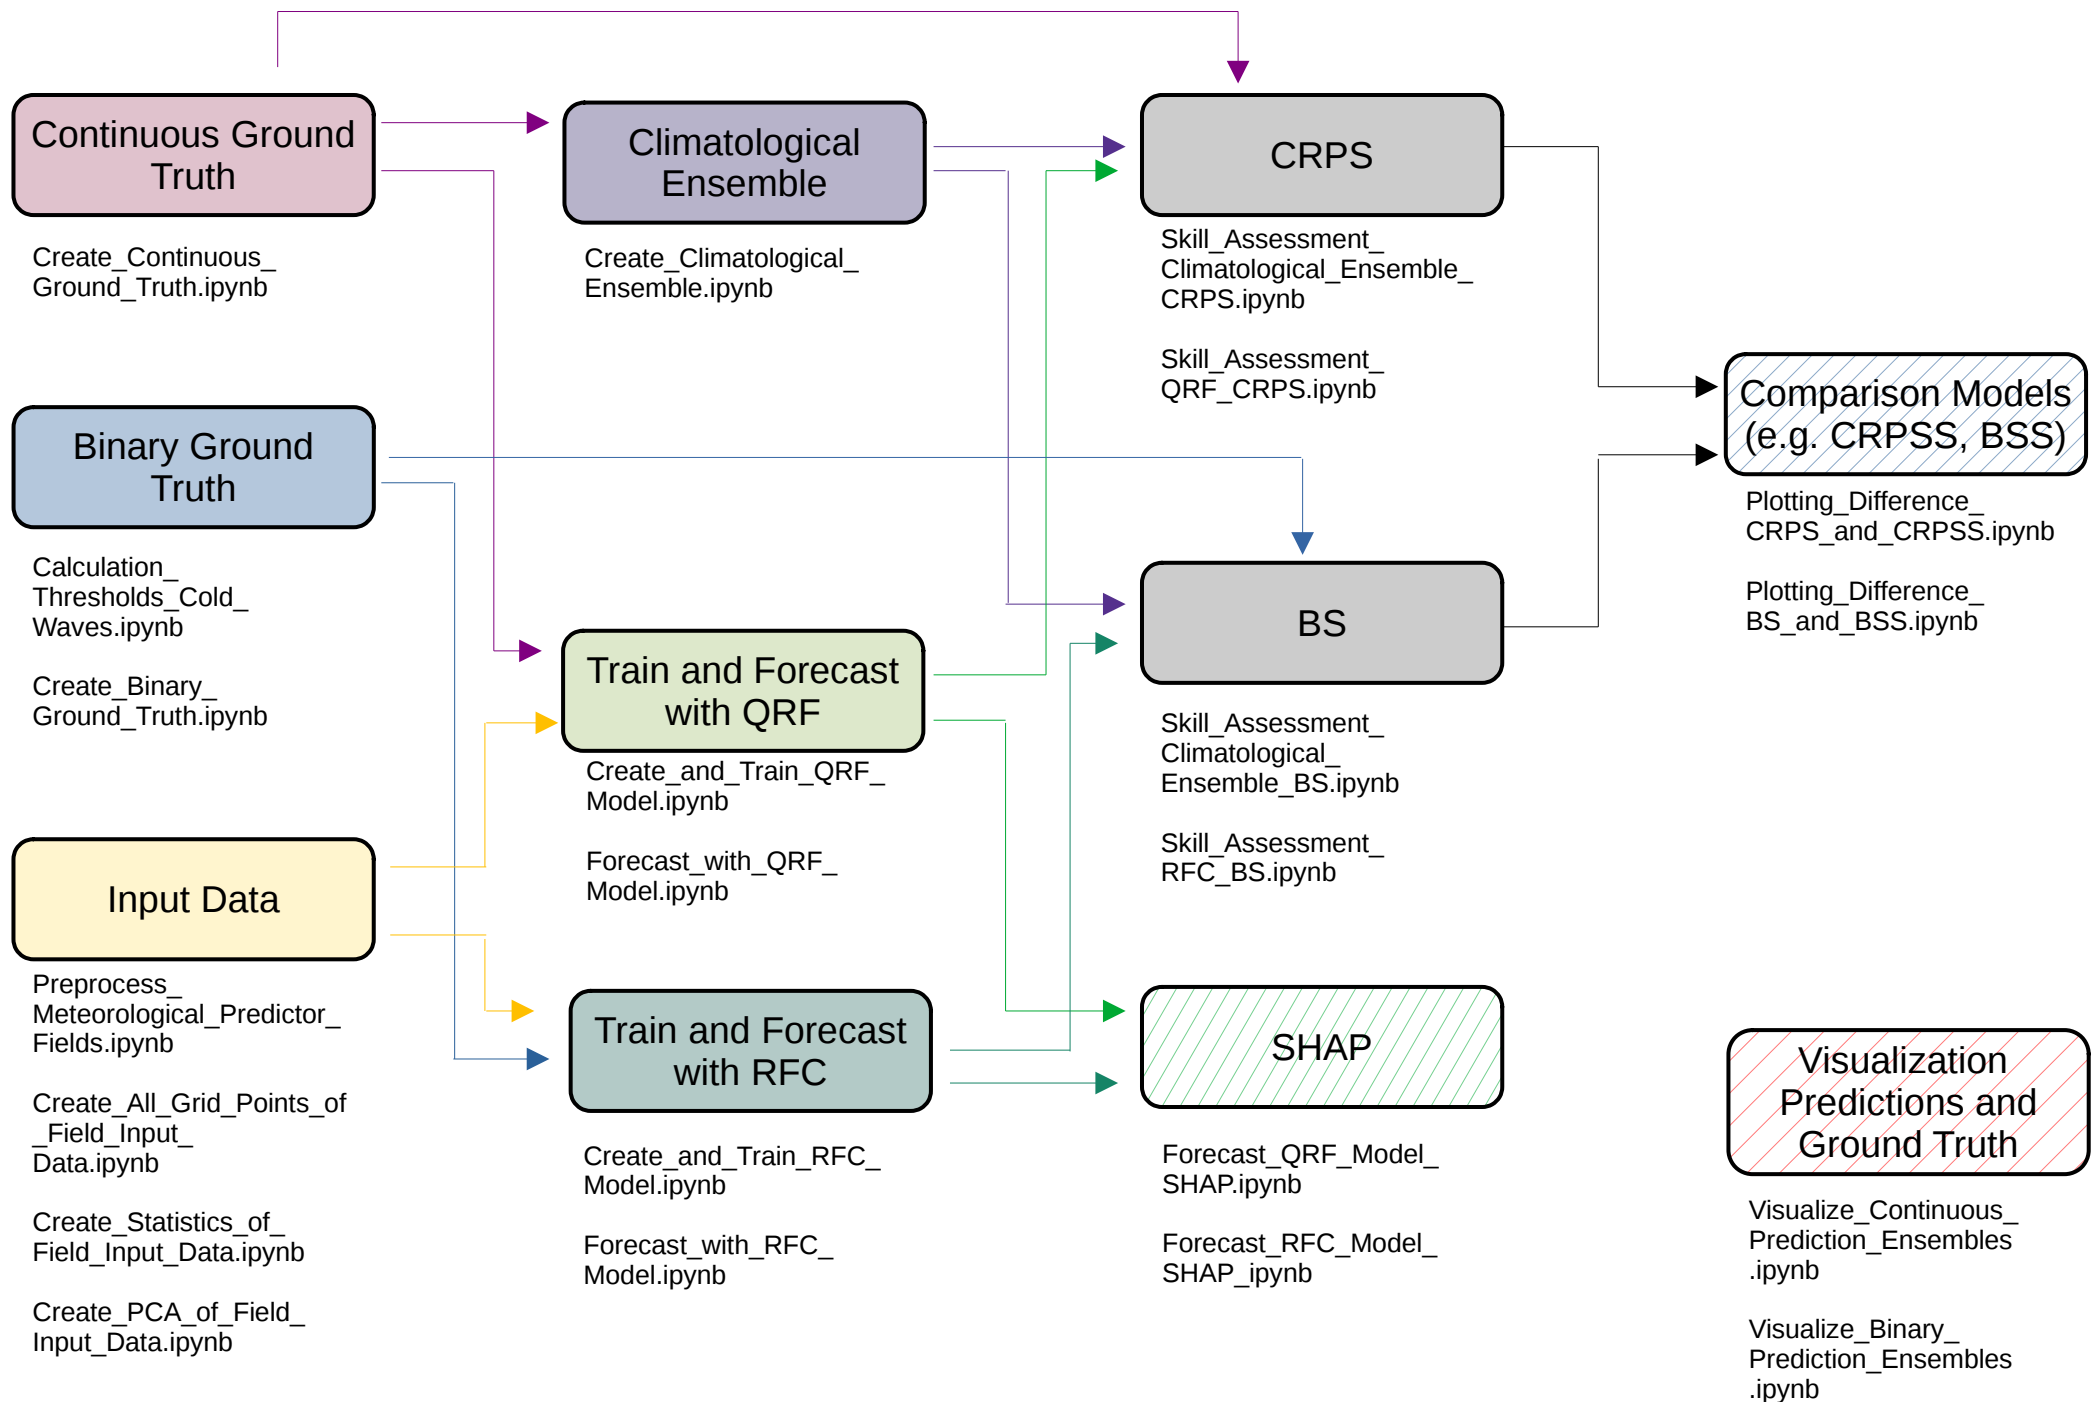 Continuous Ground
Truth
Create_Continuous_
Ground_Truth.ipynb
Binary Ground
Truth
Calculation_
Thresholds_Cold_
Waves.ipynb
Create_Binary_
Ground_Truth.ipynb
Input Data
Preprocess_
Meteorological_Predictor_
Fields.ipynb
Create_All_Grid_Points_of
_Field_Input_
Data.ipynb
Create_Statistics_of_
Field_Input_Data.ipynb
Create_PCA_of_Field_
Input_Data.ipynb
Climatological
Ensemble
Create_Climatological_
Ensemble.ipynb
Train and Forecast
with QRF
Create_and_Train_QRF_
Model.ipynb
Forecast_with_QRF_
Model.ipynb
Train and Forecast
with RFC
Create_and_Train_RFC_
Model.ipynb
Forecast_with_RFC_
Model.ipynb
CRPS
Skill_Assessment_
Climatological_Ensemble_
CRPS.ipynb
Skill_Assessment_
QRF_CRPS.ipynb
BS
Skill_Assessment_
Climatological_
Ensemble_BS.ipynb
Skill_Assessment_
RFC_BS.ipynb
SHAP
Forecast_QRF_Model_
SHAP.ipynb
Forecast_RFC_Model_
SHAP_ipynb
Comparison Models
(e.g. CRPSS, BSS)
Plotting_Difference_
CRPS_and_CRPSS.ipynb
Plotting_Difference_
BS_and_BSS.ipynb
Visualization
Predictions and
Ground Truth
Visualize_Continuous_
Prediction_Ensembles
.ipynb
Visualize_Binary_
Prediction_Ensembles
.ipynb